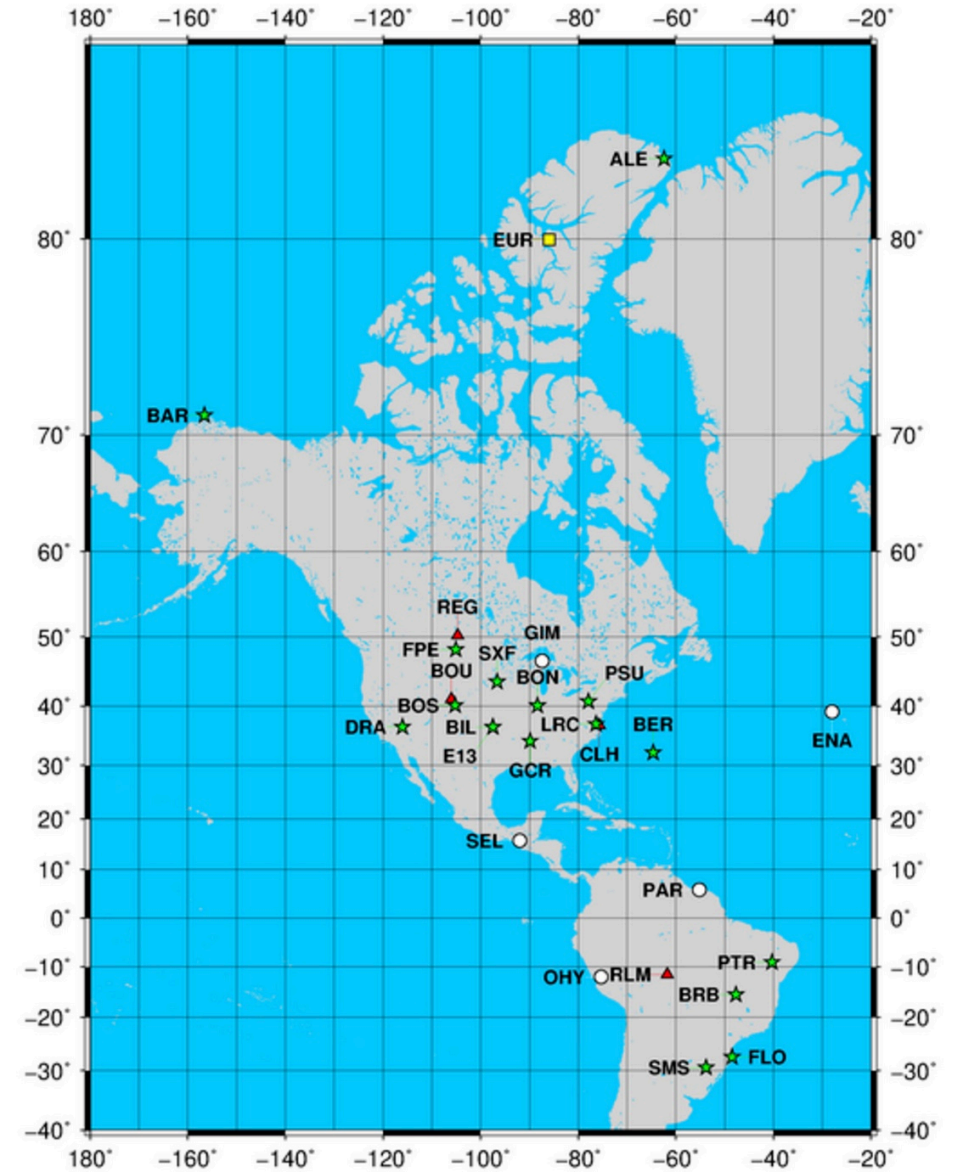 180° −160° −140° −120° −100° −80° −60° −40° −20°
ALE
80° EUR 80°
BAR
70° 70°
60° 60°
REG
50° GIM 50°
FPE SXF
BOU BON PSU
40° BOS 40°
DRA BIL LRC BER
ENA
E13 CLH
30° GCR 30°
20° 20°
SEL
10° 10°
PAR
0° 0°
−10° OHY RLM PTR −10°
BRB
−20° −20°
FLO
−30° SMS −30°
−40° −40°
180° −160° −140° −120° −100° −80° −60° −40° −20°